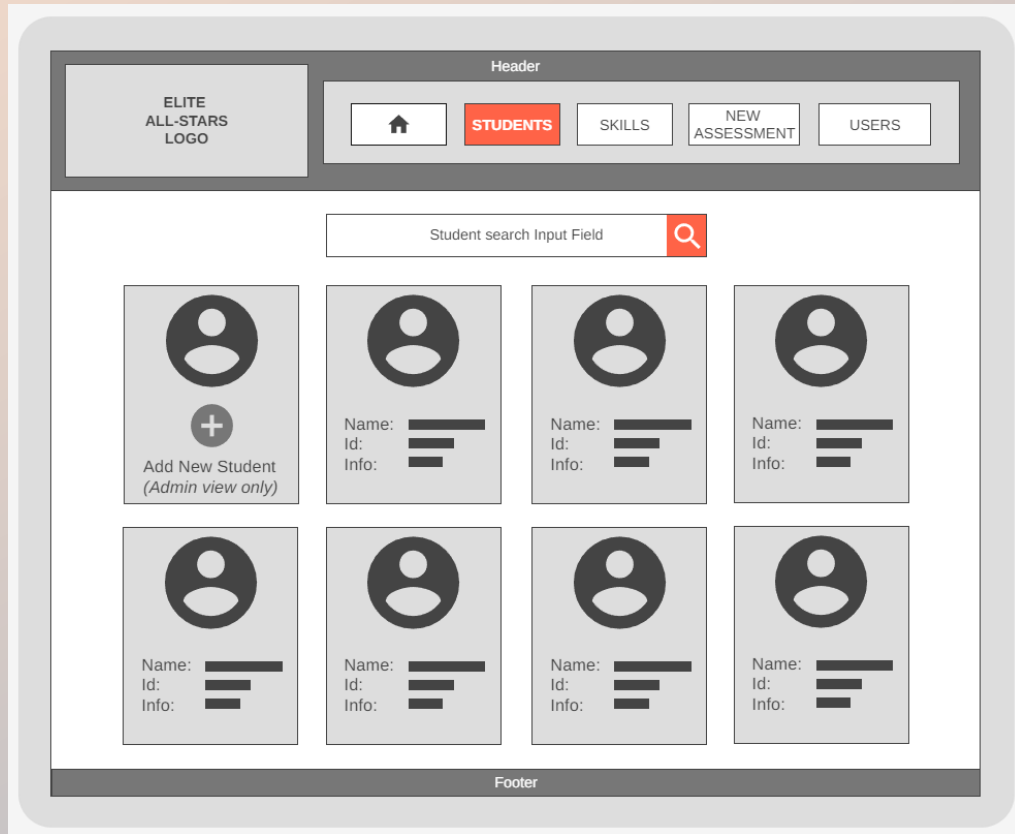 Header
ELITE
ALL-STARS
LOGO
STUDENTS
SKILLS
NEW
ASSESSMENT
USERS
Student search Input Field
Add New Student
(Admin view only)
Name:
Id:
Info:
Name:
Id:
Info:
Name:
Id:
Info:
Name:
Id:
Info:
Name:
Id:
Info:
Name:
Id:
Info:
Name:
Id:
Info:
Footer